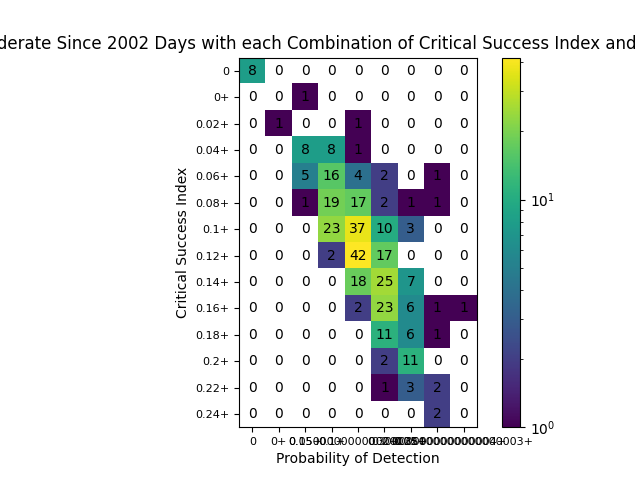 derate Since 2002 Days with each Combination of Critical Success Index and
Critical Success Index
0 8 0 0 0 0 0 0 0 0
0+ 0 0 1 0 0 0 0 0 0
0.02+ 0 1 0 0 1 0 0 0 0
0.04+ 0 0 8 8 1 0 0 0 0
0.06+ 0 0 5 16 4 2 0 1 0
0.08+ 0 0 1 19 17 2 1 1 0
0.1+ 0 0 0 23 37 10 3 0 0
0.12+ 0 0 0 2 42 17 0 0 0
0.14+ 0 0 0 0 18 25 7 0 0
0.16+ 0 0 0 0 2 23 6 1 1
0.18+ 0 0 0 0 0 11 6 1 0
0.2+ 0 0 0 0 0 2 11 0 0
0.22+ 0 0 0 0 0 1 3 2 0
0.24+ 0 0 0 0 0 0 0 2 0
0 0+
Probability of Detection
10¹
10⁰